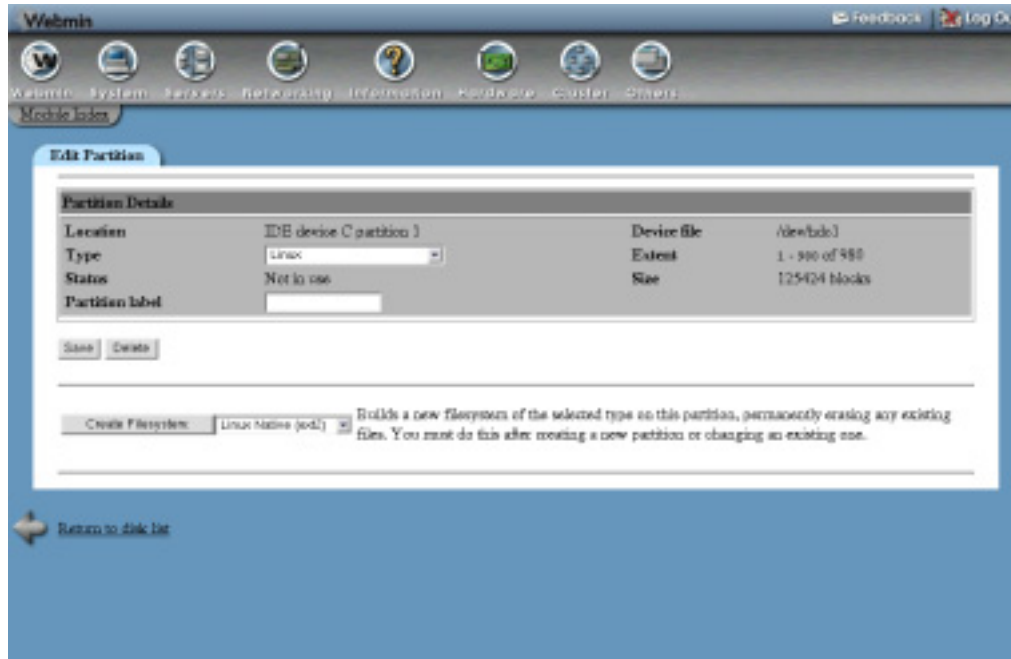 Webmin
Feedback Log Ou
Webmin System Servers Networking Information Hardware Cluster Others
Module Index
Edit Partition
Partition Details
Location IDE device C partition 1 Device file /dev/hdc1
Type Linux Extent 1 - 980 of 980
Status Not in use Size 125424 blocks
Partition label
Save Delete
Create Filesystem: Linux Native (ext2) Builds a new filesystem of the selected type on this partition, permanently erasing any existing
files. You must do this after creating a new partition or changing an existing one.
Return to disk list